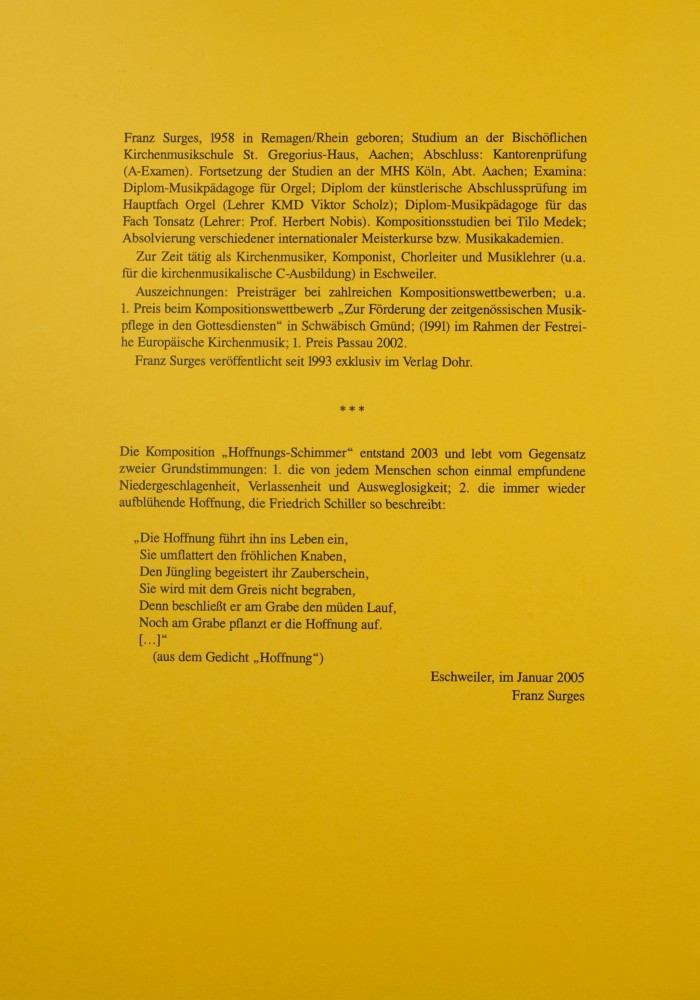 Franz Surges, 1958 in Remagen/Rhein geboren; Studium an der Bischöflichen
Kirchenmusikschule St. Gregorius-Haus, Aachen; Abschluss: Kantorenprüfung
(A-Examen). Fortsetzung der Studien an der MHS Köln, Abt. Aachen; Examina:
Diplom-Musikpädagoge für Orgel; Diplom der künstlerische Abschlussprüfung im
Hauptfach Orgel (Lehrer KMD Viktor Scholz); Diplom-Musikpädagoge für das
Fach Tonsatz (Lehrer: Prof. Herbert Nobis). Kompositionsstudien bei Tilo Medek;
Absolvierung verschiedener internationaler Meisterkurse bzw. Musikakademien.
Zur Zeit tätig als Kirchenmusiker, Komponist, Chorleiter und Musiklehrer (u.a.
für die kirchenmusikalische C-Ausbildung) in Eschweiler.
Auszeichnungen: Preisträger bei zahlreichen Kompositionswettbewerben; u.a.
1. Preis beim Kompositionswettbewerb „Zur Förderung der zeitgenössischen Musik-
pflege in den Gottesdiensten“ in Schwäbisch Gmünd; (1991) im Rahmen der Festrei-
he Europäische Kirchenmusik; 1. Preis Passau 2002.
Franz Surges veröffentlicht seit 1993 exklusiv im Verlag Dohr.
***
Die Komposition „Hoffnungs-Schimmer“ entstand 2003 und lebt vom Gegensatz
zweier Grundstimmungen: 1. die von jedem Menschen schon einmal empfundene
Niedergeschlagenheit, Verlassenheit und Ausweglosigkeit; 2. die immer wieder
aufblühende Hoffnung, die Friedrich Schiller so beschreibt:
„Die Hoffnung führt ihn ins Leben ein,
Sie umflattert den fröhlichen Knaben,
Den Jüngling begeistert ihr Zauberschein,
Sie wird mit dem Greis nicht begraben,
Denn beschließt er am Grabe den müden Lauf,
Noch am Grabe pflanzt er die Hoffnung auf.
[…]“
(aus dem Gedicht „Hoffnung“)
Eschweiler, im Januar 2005
Franz Surges